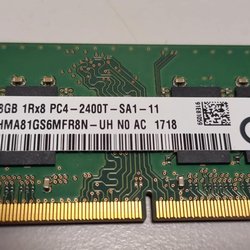 8GB 1Rx8 PC4-2400T-SA1-11
HMA81GS6MFR8N-UH N0 AC 1718